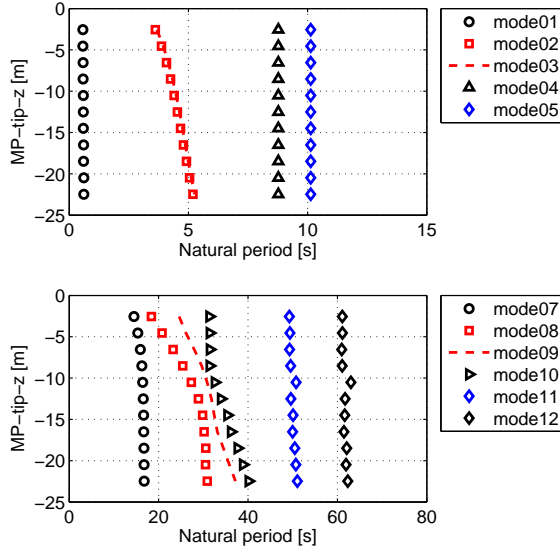 0
−5
−10
−15
−20
−25
MP−tip−z [m]
0 5 10 15
Natural period [s]
mode01
mode02
mode03
mode04
mode05
0
−5
−10
−15
−20
−25
MP−tip−z [m]
0 20 40 60 80
Natural period [s]
mode07
mode08
mode09
mode10
mode11
mode12